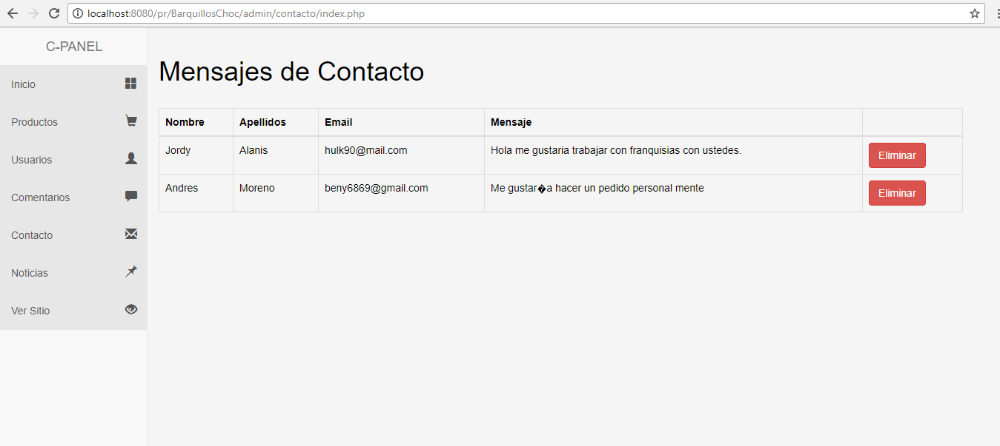 localhost:8080/pr/BarquillosChoc/admin/contacto/index.php
C-PANEL
Inicio
Productos
Usuarios
Comentarios
Contacto
Noticias
Ver Sitio
Mensajes de Contacto
Nombre Apellidos Email Mensaje
Jordy Alanis hulk90@mail.com Hola me gustaria trabajar con franquisias con ustedes. Eliminar
Andres Moreno beny6869@gmail.com Me gustar�a hacer un pedido personal mente Eliminar